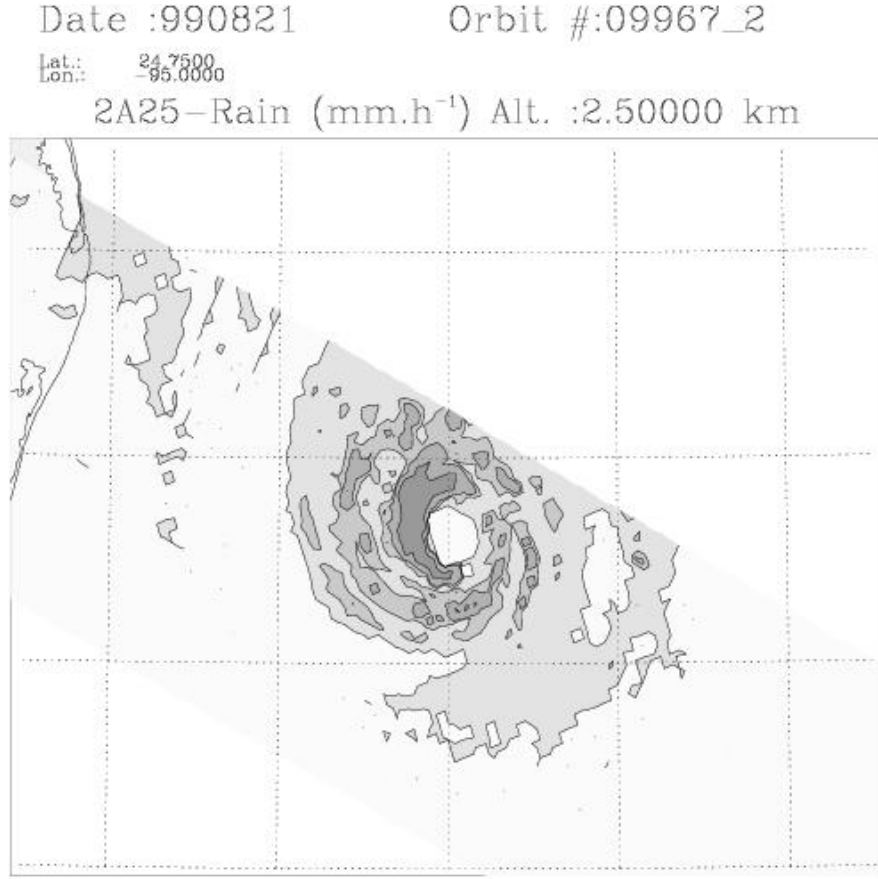 Date :990821 Orbit #:09967_2
Lat.: 24.7500
Lon.: -95.0000
2A25-Rain (mm.h⁻¹) Alt. :2.50000 km